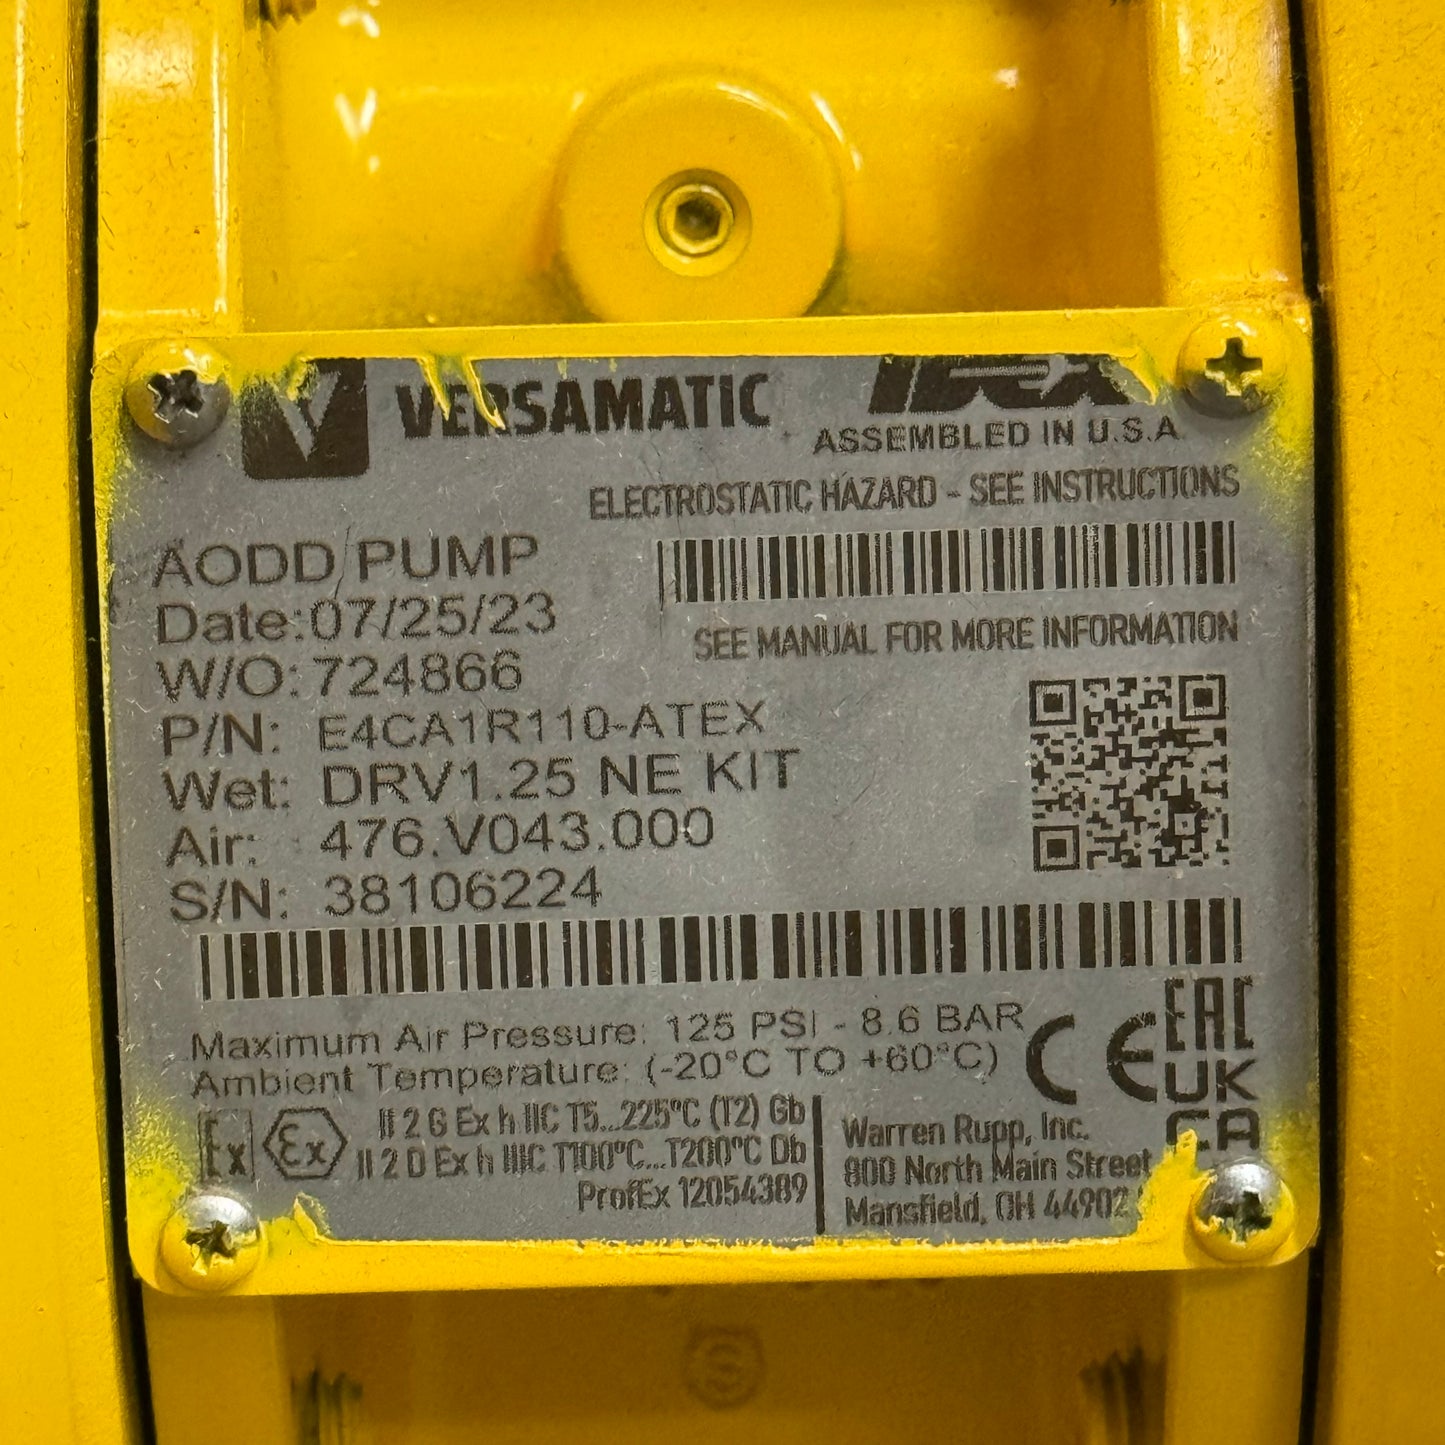 VERSAMATIC
IDEX
ASSEMBLED IN U.S.A
ELECTROSTATIC HAZARD - SEE INSTRUCTIONS
SEE MANUAL FOR MORE INFORMATION
AODD PUMP
Date:07/25/23
W/O: 724866
P/N: E4CA1R110-ATEX
Wet: DRV1.25 NE KIT
Air: 476.V043.000
S/N: 38106224
Maximum Air Pressure: 125 PSI - 8.6 BAR
Ambient Temperature: (-20°C TO +60°C)
CE
EAC
UK
CA
Ex
Ex
II 2 G Ex h IIC T5...225°C (T2) Gb
II 2 D Ex h IIIC T100°C...T200°C Db
ProfEx 12054389
Warren Rupp, Inc.
800 North Main Street
Mansfield, OH 44902